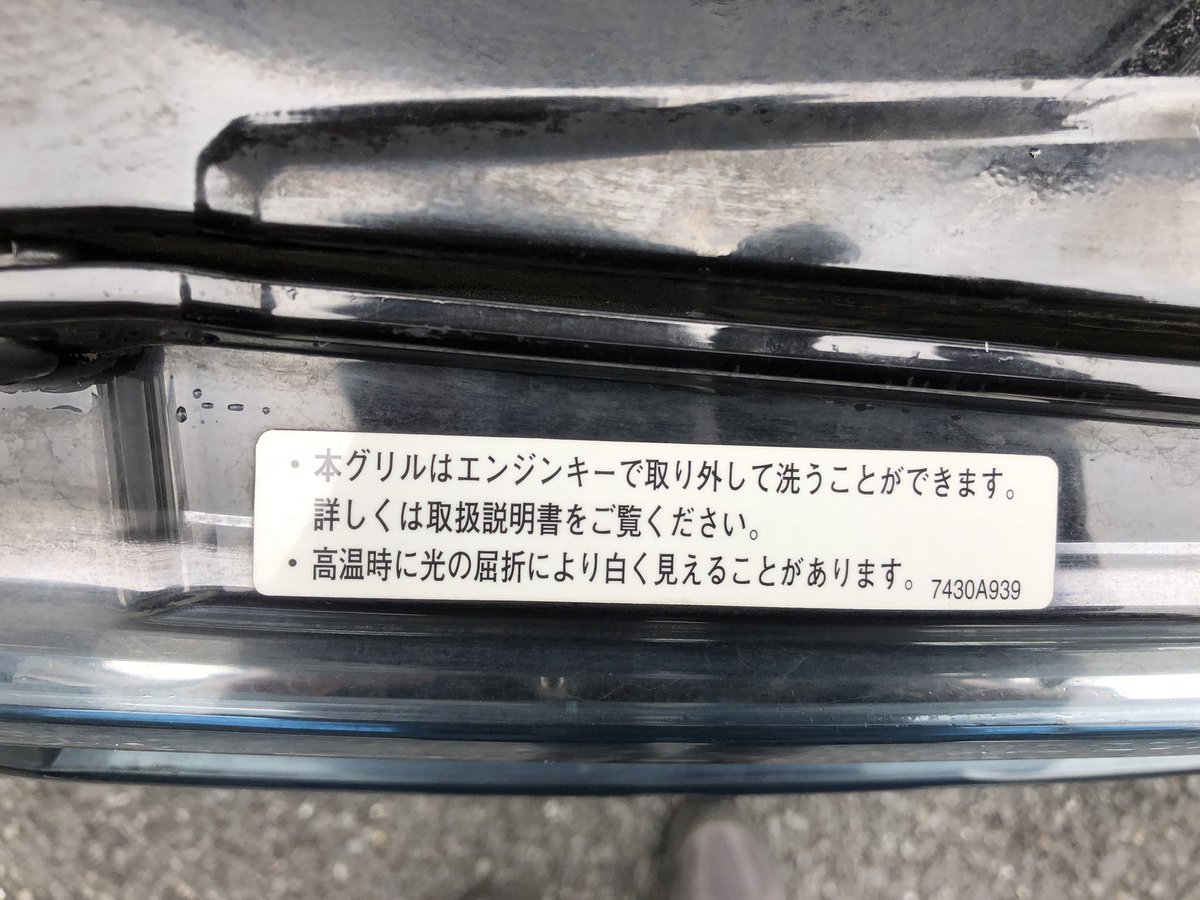 ・本グリルはエンジンキーで取り外して洗うことができます。
詳しくは取扱説明書をご覧ください。
・高温時に光の屈折により白く見えることがあります。 7430A939